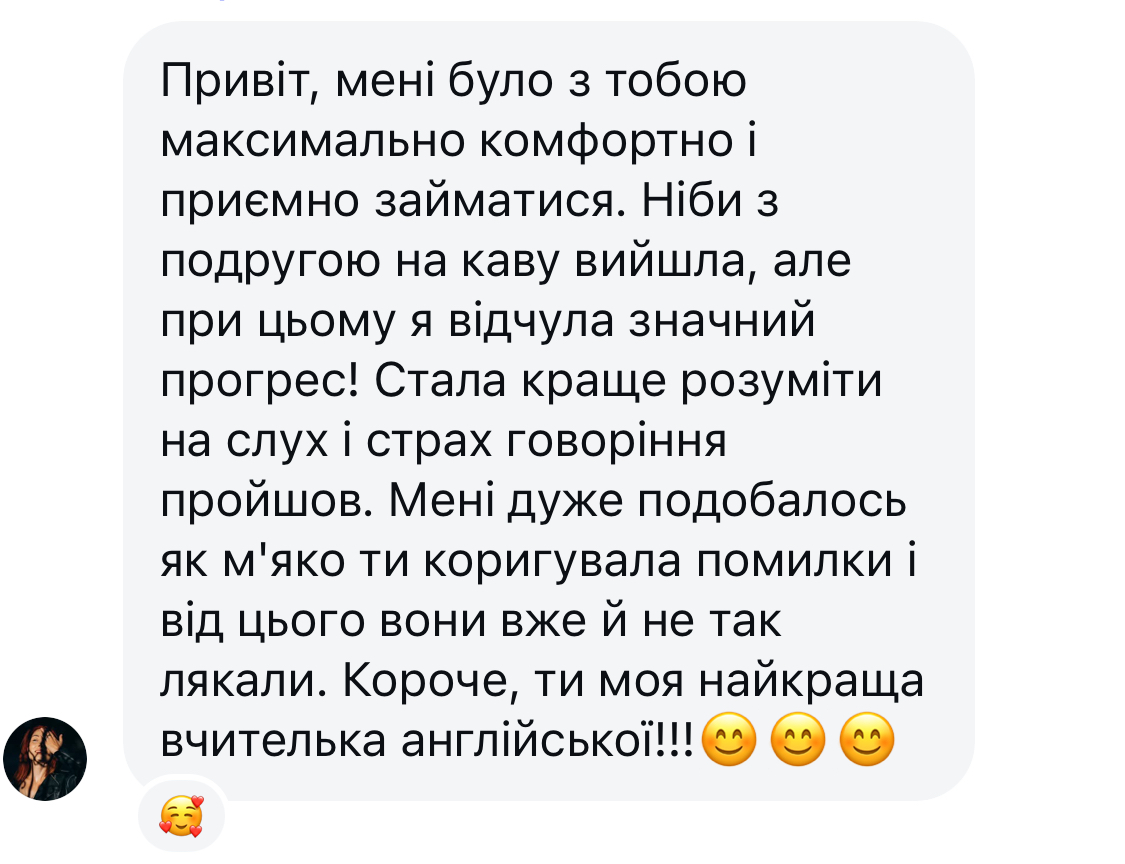 Привіт, мені було з тобою
максимально комфортно і
приємно займатися. Ніби з
подругою на каву вийшла, але
при цьому я відчула значний
прогрес! Стала краще розуміти
на слух і страх говоріння
пройшов. Мені дуже подобалось
як м'яко ти коригувала помилки і
від цього вони вже й не так
лякали. Короче, ти моя найкраща
вчителька англійської!!!😊😊😊
🥰